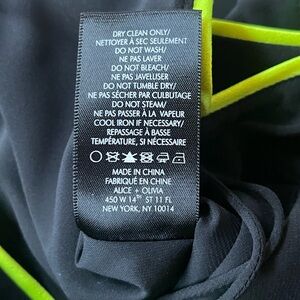 DRY CLEAN ONLY/
NETTOYER À SEC SEULEMENT
DO NOT WASH/
NE PAS LAVER
DO NOT BLEACH/
NE PAS JAVELLISER
DO NOT TUMBLE DRY/
NE PAS SÉCHER PAR CULBUTAGE
DO NOT STEAM/
NE PAS PASSER À LA VAPEUR
COOL IRON IF NECESSARY/
REPASSAGE À BASSE
TEMPÉRATURE, SI NÉCESSAIRE
MADE IN CHINA
FABRIQUÉ EN CHINE
ALICE + OLIVIA
450 W 14TH ST 11 FL
NEW YORK, NY 10014